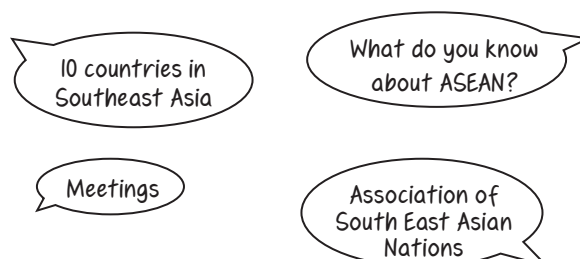 10 countries in
Southeast Asia
What do you know
about ASEAN?
Meetings
Association of
South East Asian
Nations